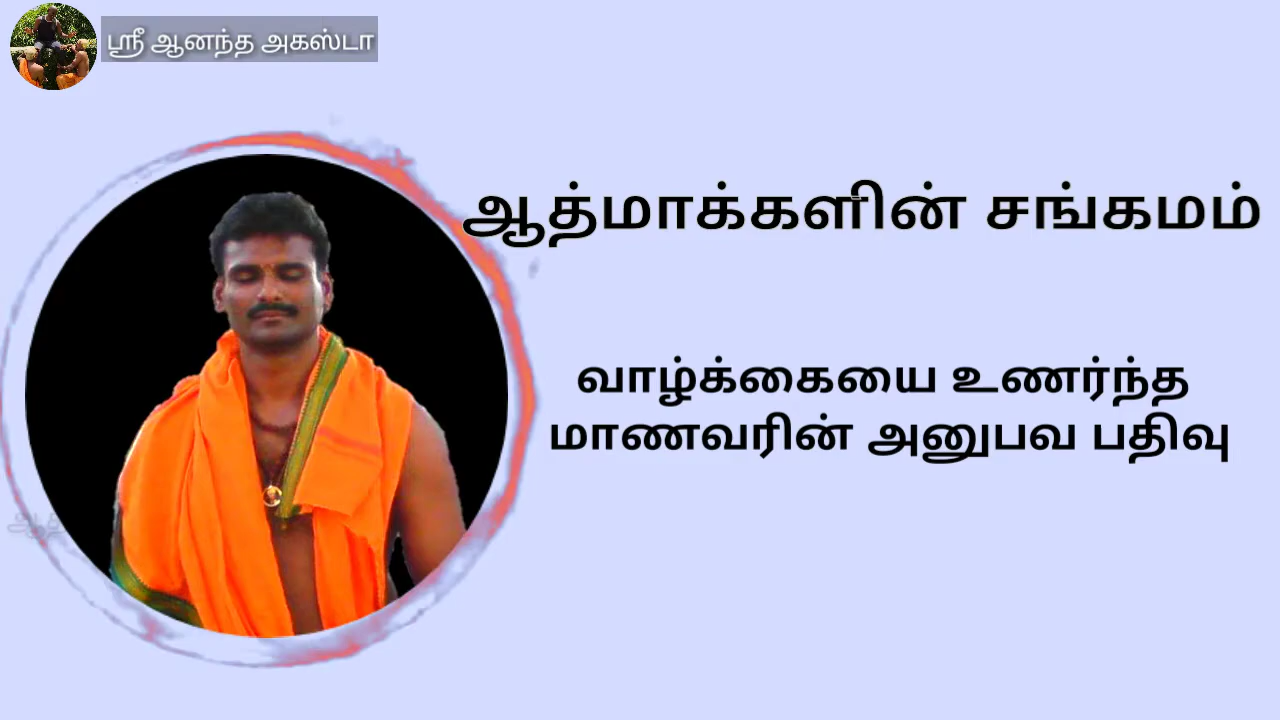 ஸ்ரீ ஆனந்த அகஸ்டா
ஆத்மாக்களின் சங்கமம்
வாழ்க்கையை உணர்ந்த
மாணவரின் அனுபவ பதிவு